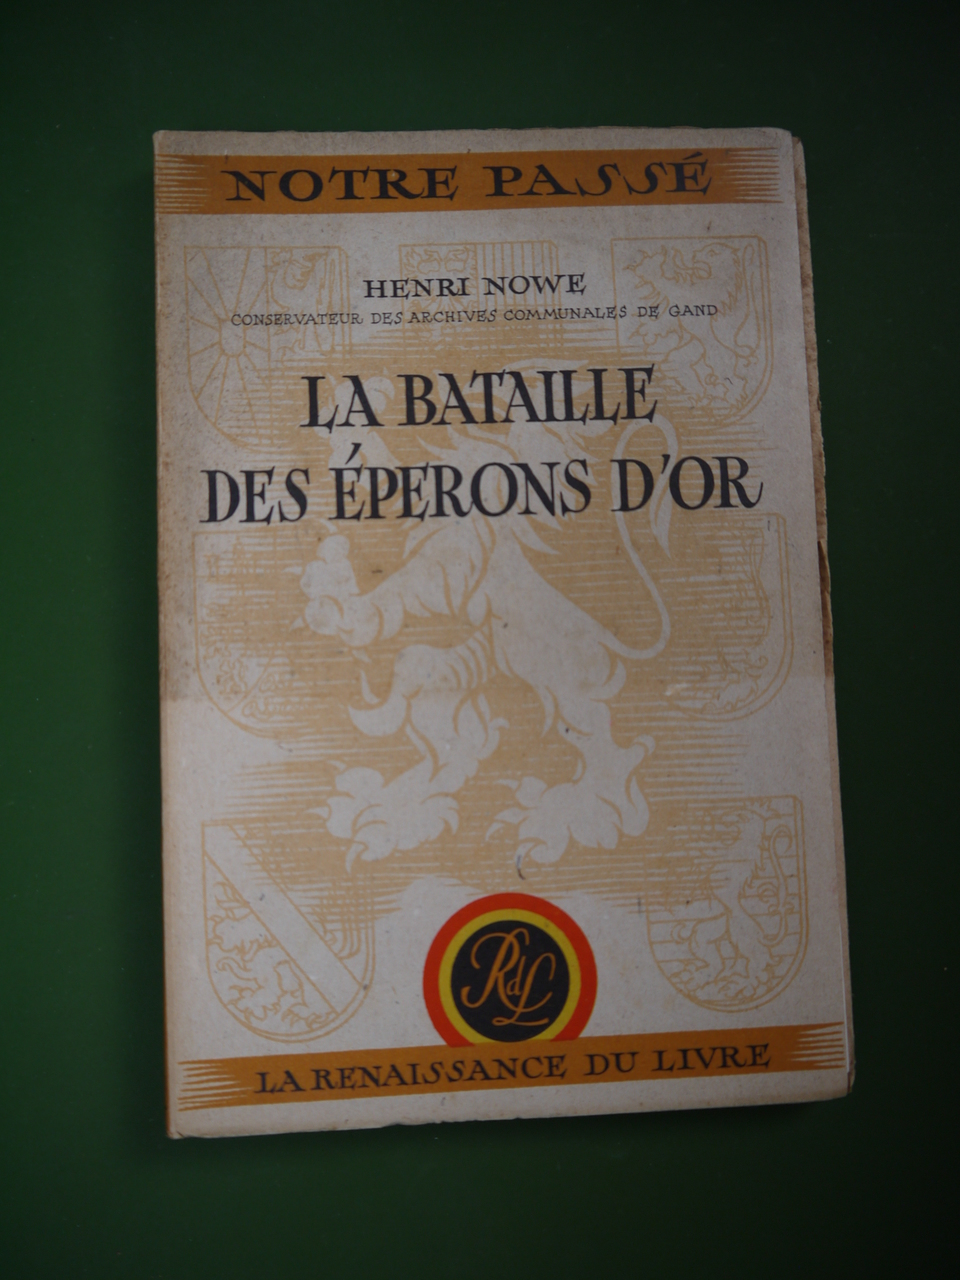 NOTRE PASSÉ
HENRI NOWE
CONSERVATEUR DES ARCHIVES COMMUNALES DE GAND
LA BATAILLE
DES ÉPERONS D'OR
RdL
LA RENAISSANCE DU LIVRE